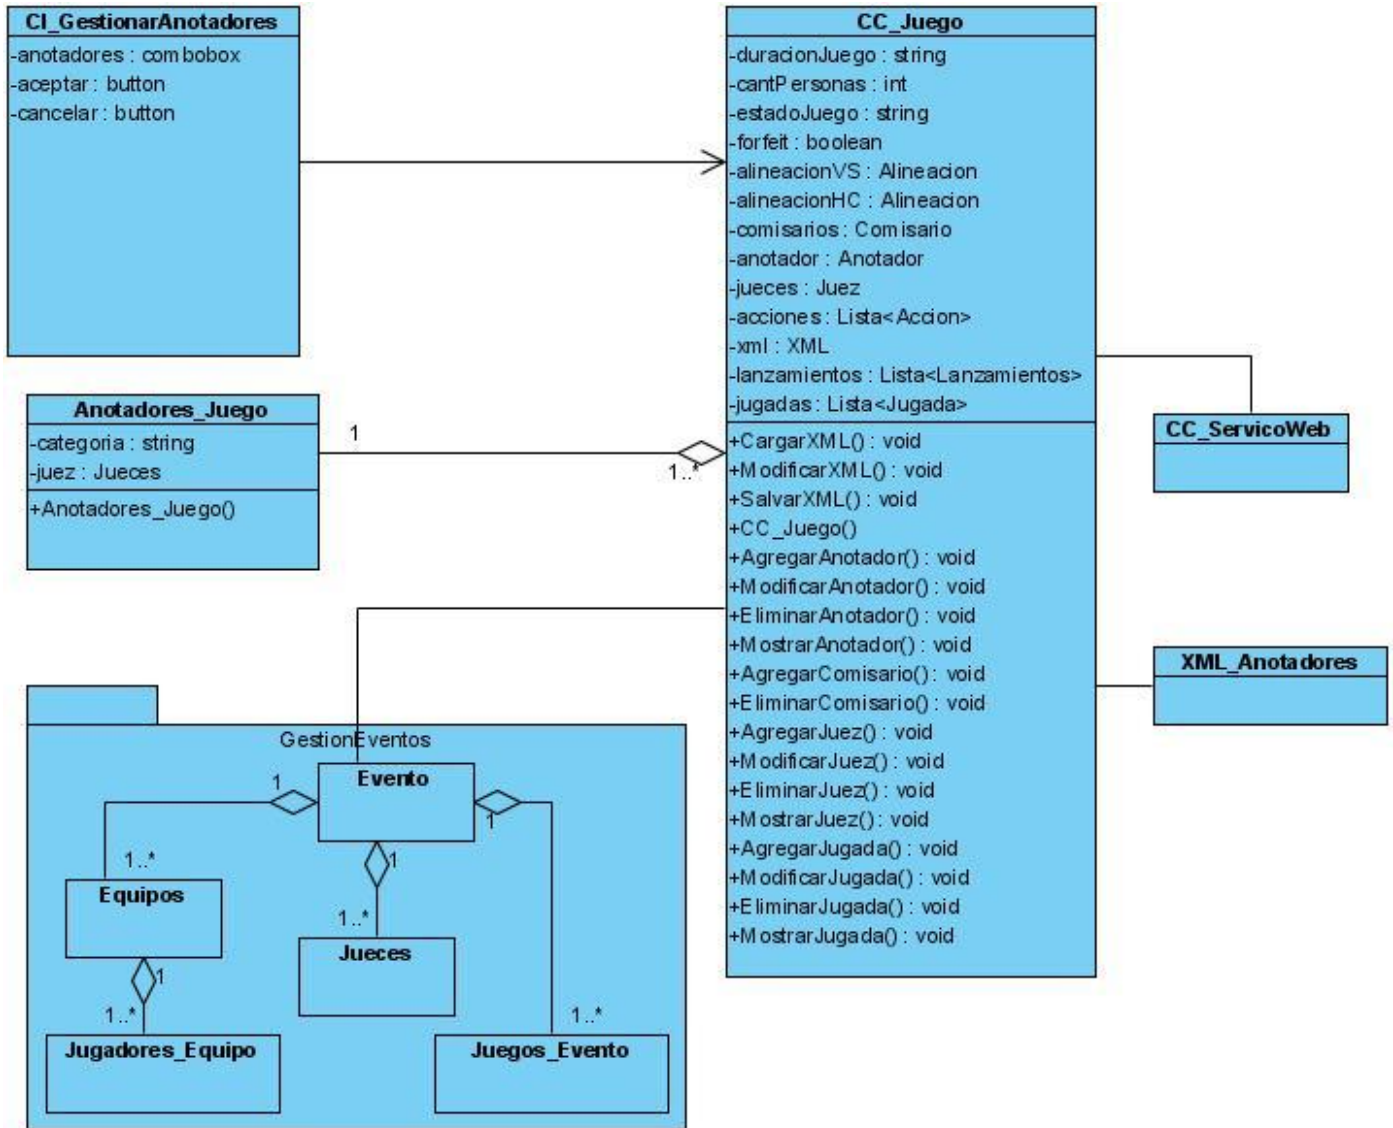 CI_GestionarAnotadores
-anotadores : combobox
-aceptar : button
-cancelar : button
CC_Juego
-duracionJuego : string
-cantPersonas : int
-estadoJuego : string
-forfeit : boolean
-alineacionVS : Alineacion
-alineacionHC : Alineacion
-comisarios : Comisario
-anotador : Anotador
-jueces : Juez
-acciones : Lista<Accion>
-xml : XML
-lanzamientos : Lista<Lanzamientos>
-jugadas : Lista<Jugada>
+CargarXML() : void
+ModificarXML() : void
+SalvarXML() : void
+CC_Juego()
+AgregarAnotador() : void
+ModificarAnotador() : void
+EliminarAnotador() : void
+MostrarAnotador() : void
+AgregarComisario() : void
+EliminarComisario() : void
+AgregarJuez() : void
+ModificarJuez() : void
+EliminarJuez() : void
+MostrarJuez() : void
+AgregarJugada() : void
+ModificarJugada() : void
+EliminarJugada() : void
+MostrarJugada() : void
Anotadores_Juego
-categoria : string
-juez : Jueces
+Anotadores_Juego()
1
1..*
CC_ServicoWeb
XML_Anotadores
GestionEventos
Evento
1
1
1
1..*
Equipos
1..*
Jueces
1
1..*
1..*
Jugadores_Equipo
Juegos_Evento